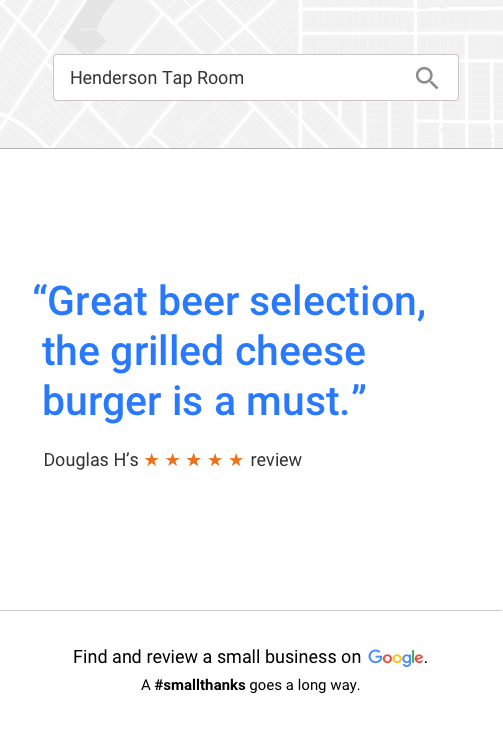 Henderson Tap Room
“Great beer selection,
the grilled cheese
burger is a must.”
Douglas H’s ★ ★ ★ ★ ★ review
Find and review a small business on Google.
A #smallthanks goes a long way.